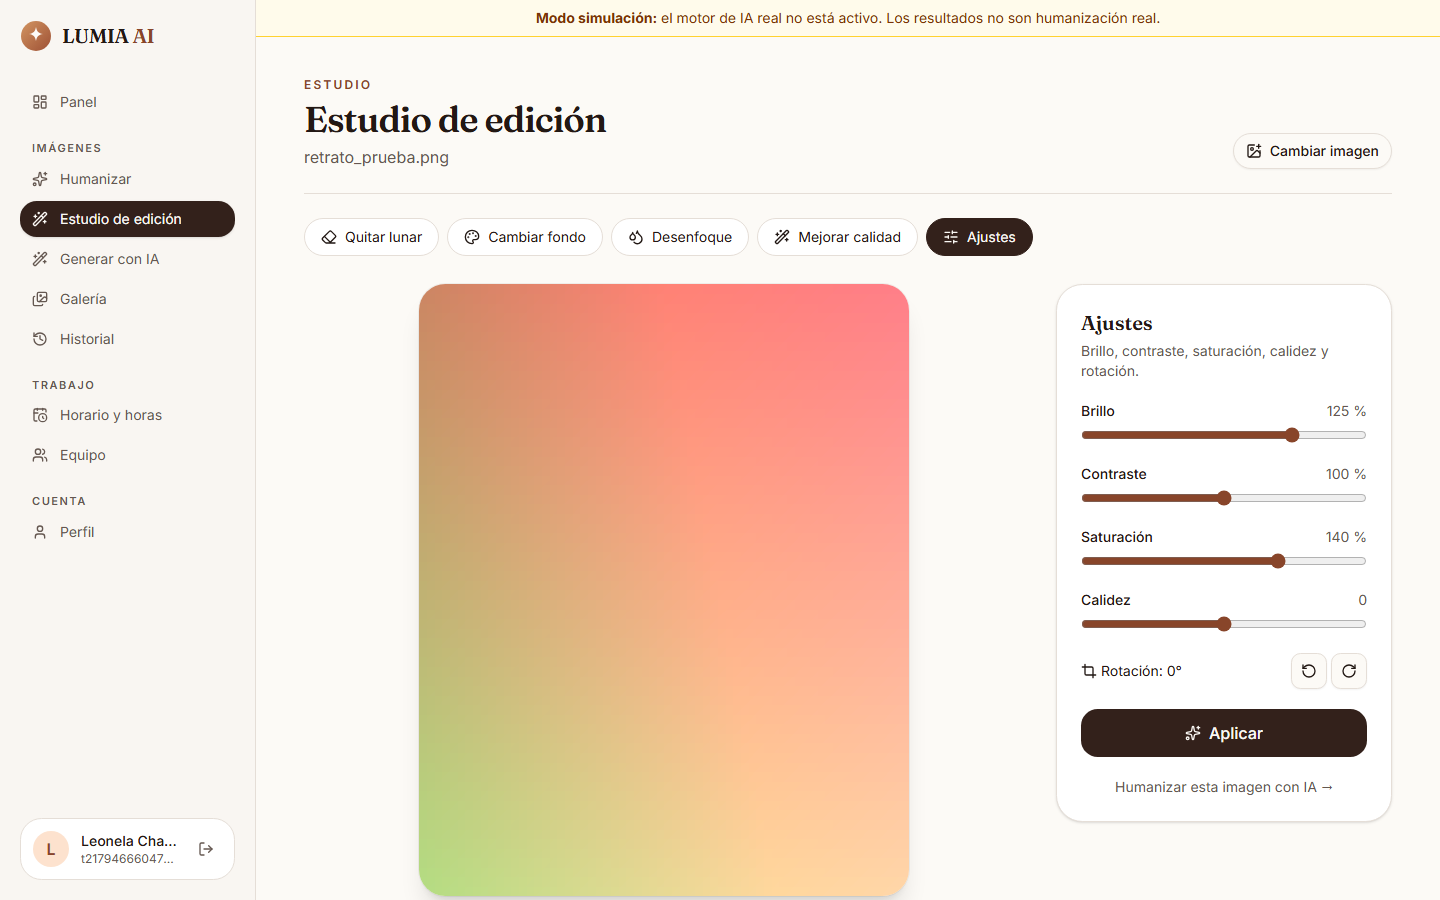 LUMIA AI
Panel
IMÁGENES
Humanizar
Estudio de edición
Generar con IA
Galería
Historial
TRABAJO
Horario y horas
Equipo
CUENTA
Perfil
L
Leonela Cha...
t21794666047...
Modo simulación: el motor de IA real no está activo. Los resultados no son humanización real.
ESTUDIO
Estudio de edición
retrato_prueba.png
Cambiar imagen
Quitar lunar
Cambiar fondo
Desenfoque
Mejorar calidad
Ajustes
Ajustes
Brillo, contraste, saturación, calidez y
rotación.
Brillo 125 %
Contraste 100 %
Saturación 140 %
Calidez 0
Rotación: 0°
Aplicar
Humanizar esta imagen con IA →